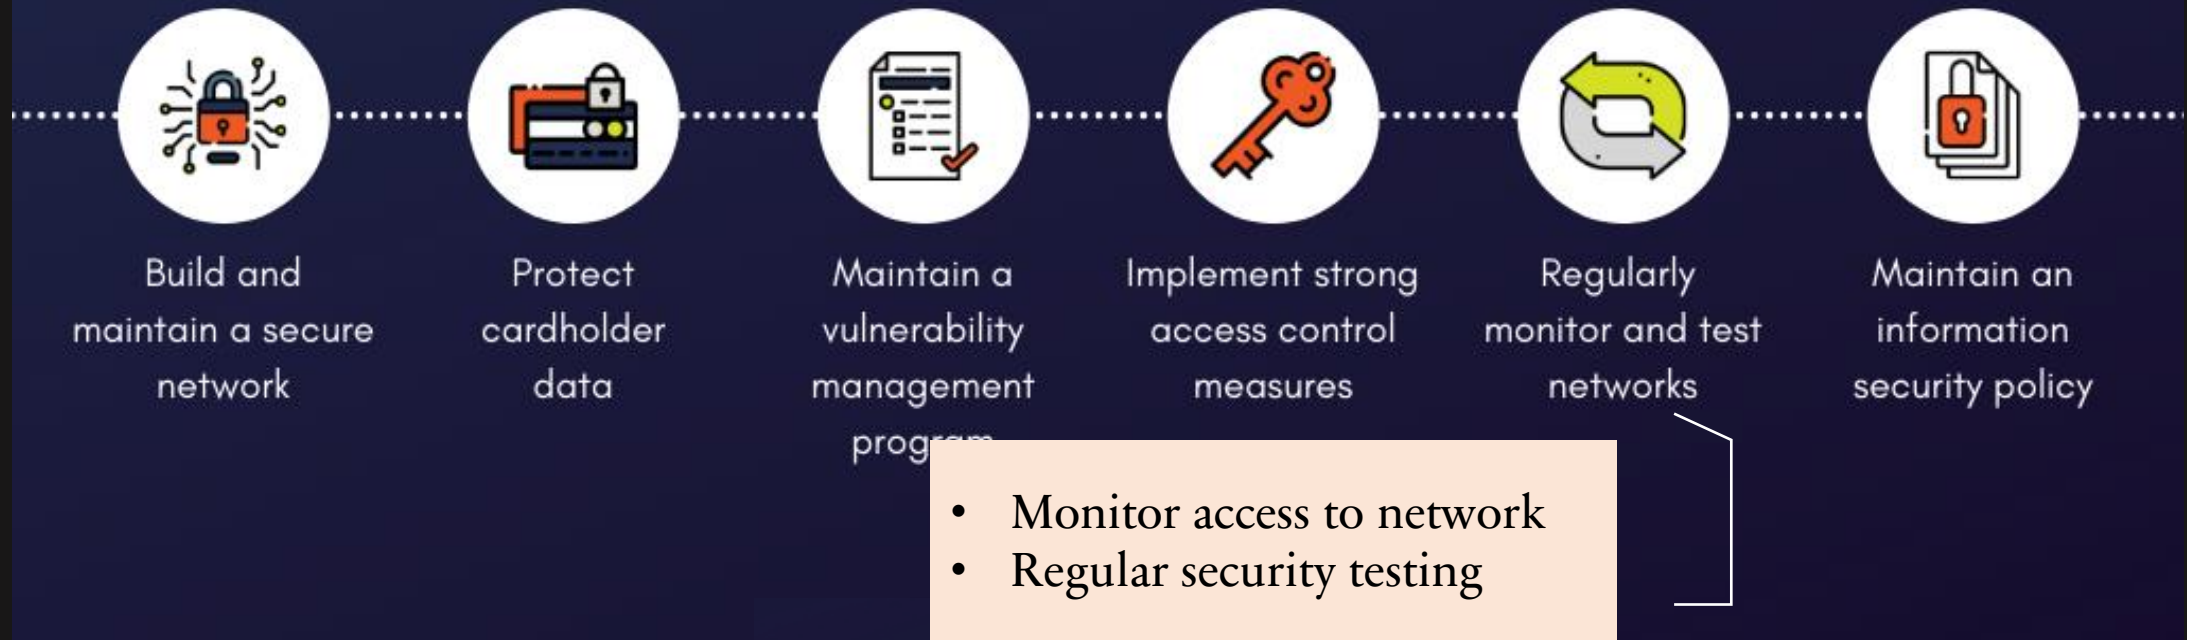 Build and
maintain a secure
network
Protect
cardholder
data
Maintain a
vulnerability
management
program
Implement strong
access control
measures
Regularly
monitor and test
networks
Maintain an
information
security policy
• Monitor access to network
• Regular security testing